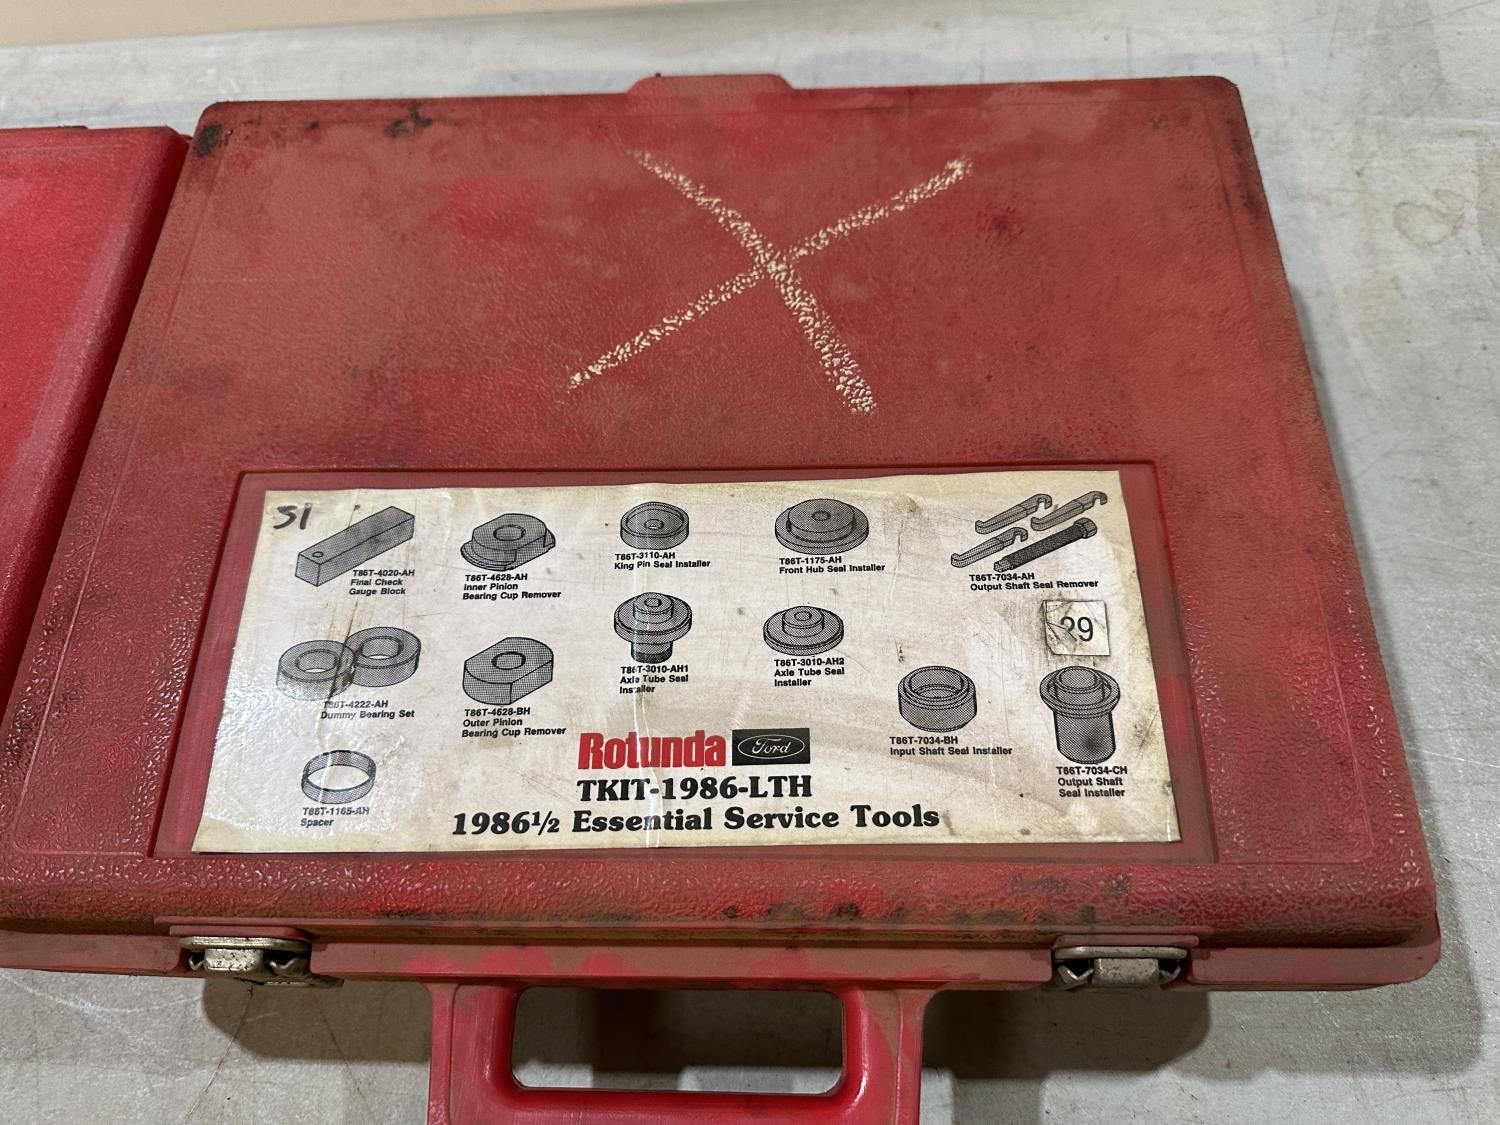 31
T86T-4020-AH
Final Check
Gauge Block
T86T-4628-AH
Inner Pinion
Bearing Cup Remover
T86T-3110-AH
King Pin Seal Installer
T86T-1175-AH
Front Hub Seal Installer
T86T-7034-AH
Output Shaft Seal Remover
29
T86T-4222-AH
Dummy Bearing Set
T86T-4628-BH
Outer Pinion
Bearing Cup Remover
T86T-3010-AH1
Axle Tube Seal
Installer
T86T-3010-AH2
Axle Tube Seal
Installer
T86T-7034-BH
Input Shaft Seal Installer
T86T-7034-CH
Output Shaft
Seal Installer
T86T-1165-AH
Spacer
Rotunda Ford
TKIT-1986-LTH
1986½ Essential Service Tools